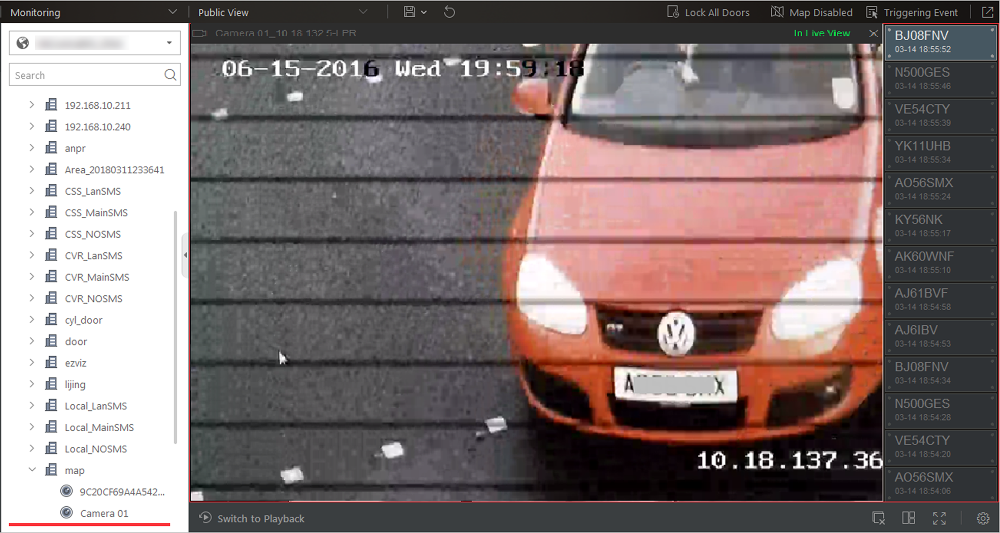 Monitoring
Public View
Lock All Doors
Map Disabled
Triggering Event
Search
192.168.10.211
192.168.10.240
anpr
Area_20180311233641
CSS_LanSMS
CSS_MainSMS
CSS_NOSMS
CVR_LanSMS
CVR_MainSMS
CVR_NOSMS
cyl_door
door
ezviz
lijing
Local_LanSMS
Local_MainSMS
Local_NOSMS
map
9C20CF69A4A542...
Camera 01
Camera 01_10.18.132.5-LPR
In Live View
06-15-2016 Wed 19:59:18
A X
10.18.137.36
Switch to Playback
BJ08FNV
03-14 18:55:52
N500GES
03-14 18:55:46
VE54CTY
03-14 18:55:39
YK11UHB
03-14 18:55:34
AO56SMX
03-14 18:55:24
KY56NK
03-14 18:55:17
AK60WNF
03-14 18:55:10
AJ61BVF
03-14 18:54:58
AJ6IBV
03-14 18:54:53
BJ08FNV
03-14 18:54:34
N500GES
03-14 18:54:28
VE54CTY
03-14 18:54:20
AO56SMX
03-14 18:54:06